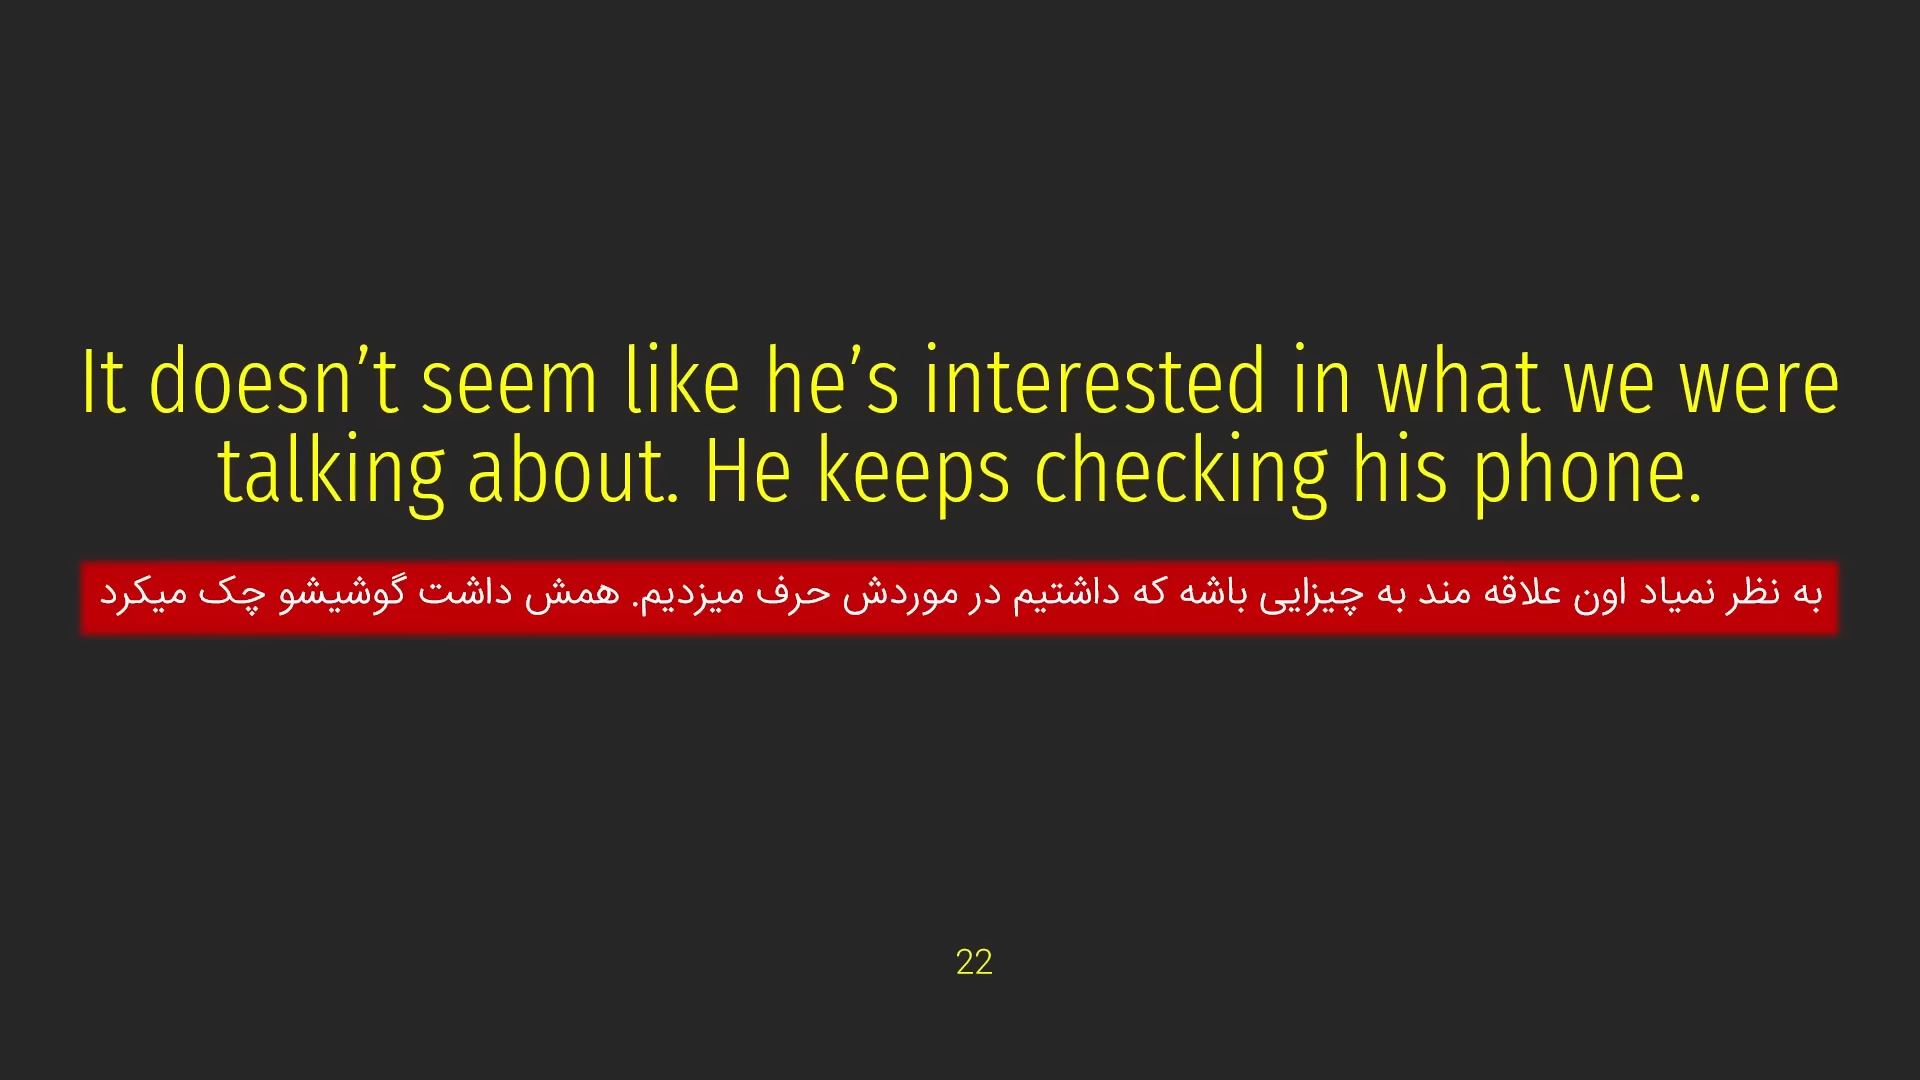 It doesn’t seem like he’s interested in what we were
talking about. He keeps checking his phone.
به نظر نمیاد اون علاقه مند به چیزایی باشه که داشتیم در موردش حرف میزدیم. همش داشت گوشیشو چک میکرد
22